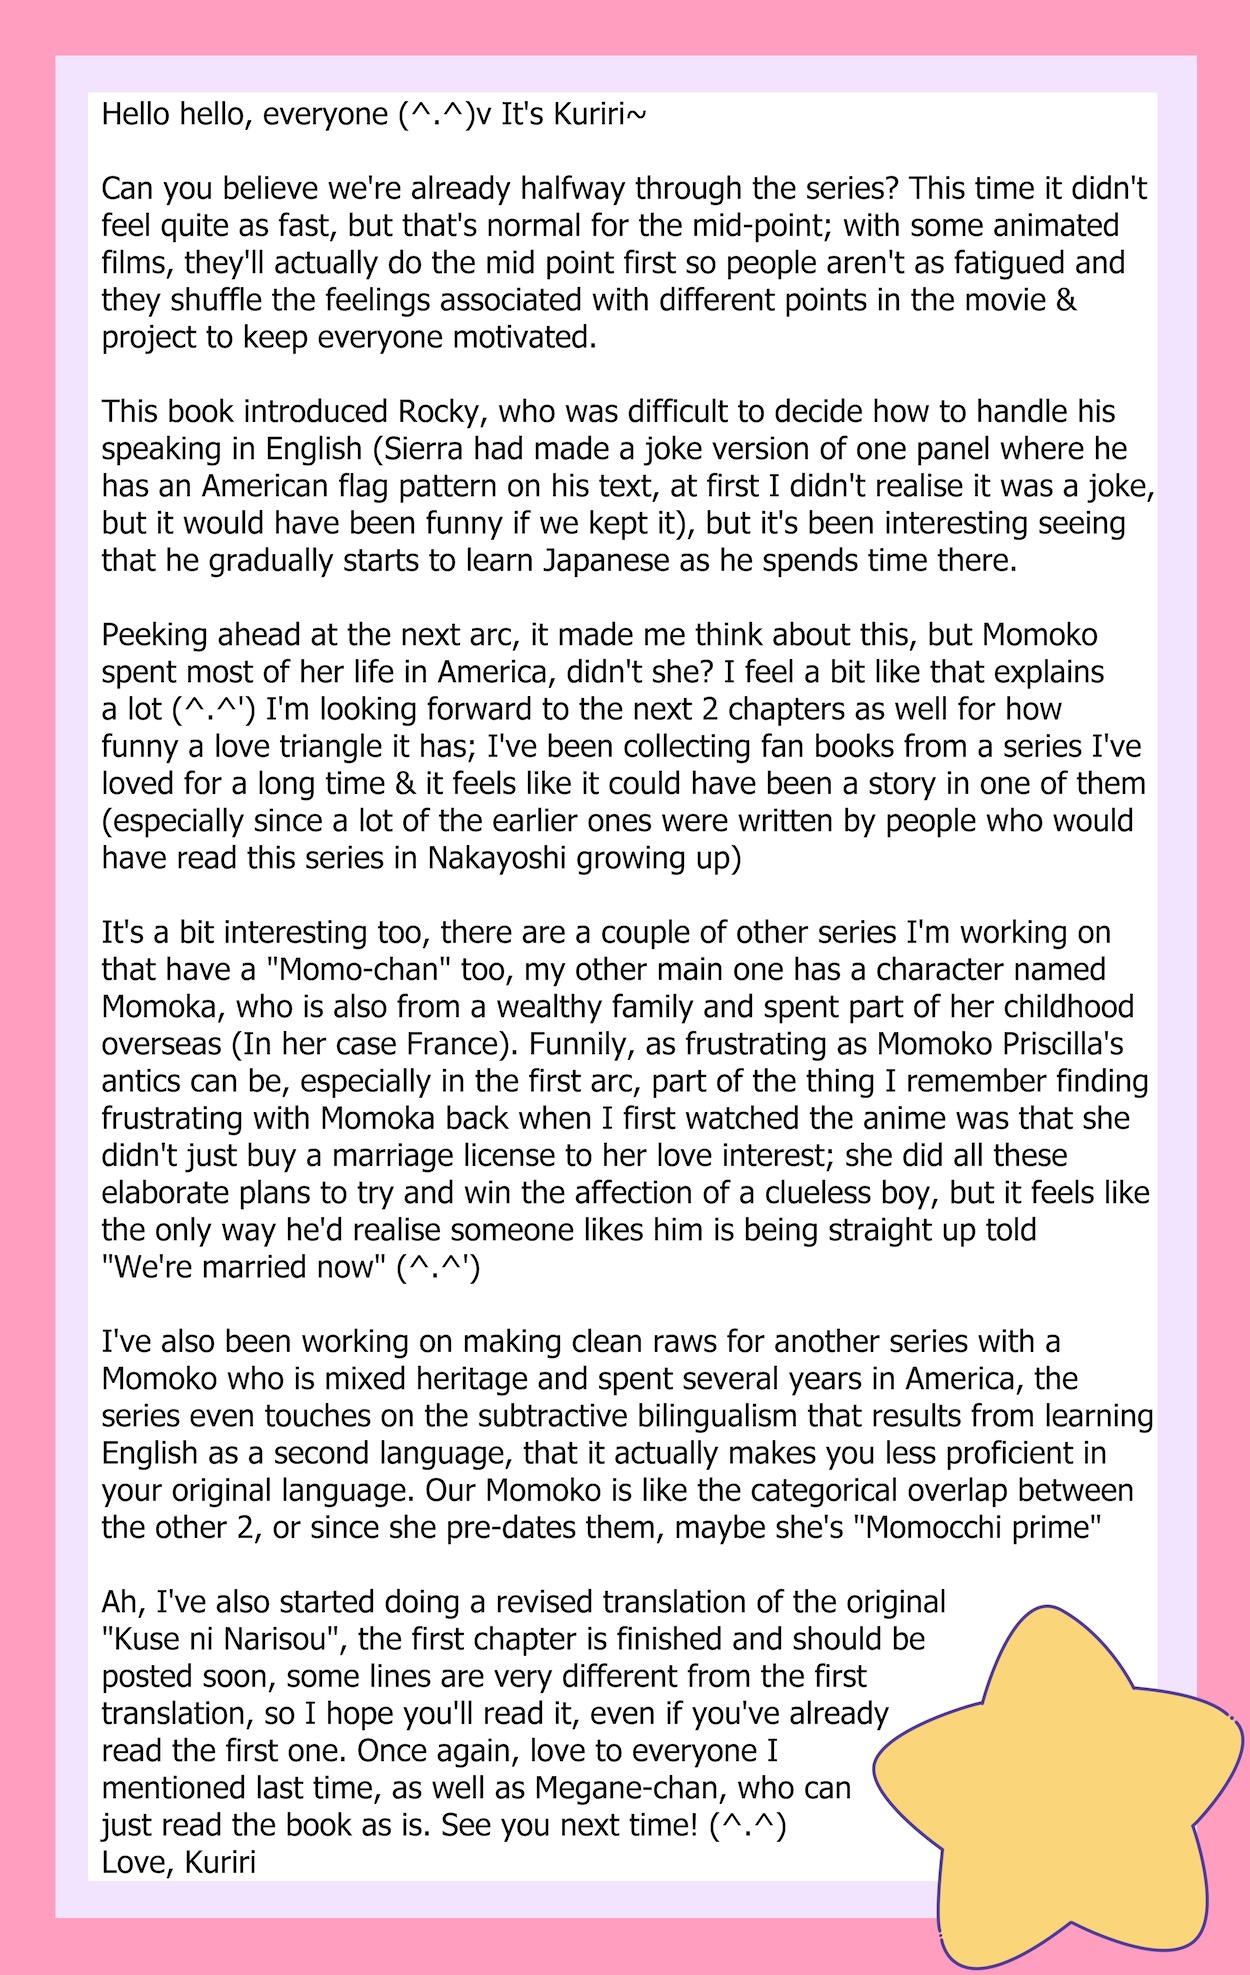 Hello hello, everyone (^.^)v It's Kuriri~
Can you believe we're already halfway through the series? This time it didn't
feel quite as fast, but that's normal for the mid-point; with some animated
films, they'll actually do the mid point first so people aren't as fatigued and
they shuffle the feelings associated with different points in the movie &
project to keep everyone motivated.
This book introduced Rocky, who was difficult to decide how to handle his
speaking in English (Sierra had made a joke version of one panel where he
has an American flag pattern on his text, at first I didn't realise it was a joke,
but it would have been funny if we kept it), but it's been interesting seeing
that he gradually starts to learn Japanese as he spends time there.
Peeking ahead at the next arc, it made me think about this, but Momoko
spent most of her life in America, didn't she? I feel a bit like that explains
a lot (^.^') I'm looking forward to the next 2 chapters as well for how
funny a love triangle it has; I've been collecting fan books from a series I've
loved for a long time & it feels like it could have been a story in one of them
(especially since a lot of the earlier ones were written by people who would
have read this series in Nakayoshi growing up)
It's a bit interesting too, there are a couple of other series I'm working on
that have a "Momo-chan" too, my other main one has a character named
Momoka, who is also from a wealthy family and spent part of her childhood
overseas (In her case France). Funnily, as frustrating as Momoko Priscilla's
antics can be, especially in the first arc, part of the thing I remember finding
frustrating with Momoka back when I first watched the anime was that she
didn't just buy a marriage license to her love interest; she did all these
elaborate plans to try and win the affection of a clueless boy, but it feels like
the only way he'd realise someone likes him is being straight up told
"We're married now" (^.^')
I've also been working on making clean raws for another series with a
Momoko who is mixed heritage and spent several years in America, the
series even touches on the subtractive bilingualism that results from learning
English as a second language, that it actually makes you less proficient in
your original language. Our Momoko is like the categorical overlap between
the other 2, or since she pre-dates them, maybe she's "Momocchi prime"
Ah, I've also started doing a revised translation of the original
"Kuse ni Narisou", the first chapter is finished and should be
posted soon, some lines are very different from the first
translation, so I hope you'll read it, even if you've already
read the first one. Once again, love to everyone I
mentioned last time, as well as Megane-chan, who can
just read the book as is. See you next time! (^.^)
Love, Kuriri